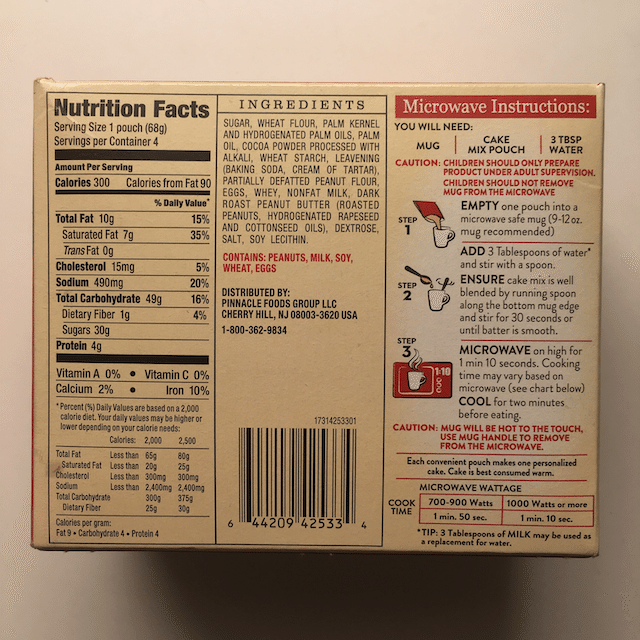 Nutrition Facts
Serving Size 1 pouch (68g)
Servings per Container 4
Amount Per Serving
Calories 300 Calories from Fat 90
% Daily Value*
Total Fat 10g 15%
Saturated Fat 7g 35%
Trans Fat 0g
Cholesterol 15mg 5%
Sodium 490mg 20%
Total Carbohydrate 49g 16%
Dietary Fiber 1g 4%
Sugars 30g
Protein 4g
Vitamin A 0% • Vitamin C 0%
Calcium 2% • Iron 10%
*Percent (%) Daily Values are based on a 2,000
calorie diet. Your daily values may be higher or
lower depending on your calorie needs:
Calories: 2,000 2,500
Total Fat Less than 65g 80g
Saturated Fat Less than 20g 25g
Cholesterol Less than 300mg 300mg
Sodium Less than 2,400mg 2,400mg
Total Carbohydrate 300g 375g
Dietary Fiber 25g 30g
Calories per gram:
Fat 9 • Carbohydrate 4 • Protein 4
INGREDIENTS
SUGAR, WHEAT FLOUR, PALM KERNEL
AND HYDROGENATED PALM OILS, PALM
OIL, COCOA POWDER PROCESSED WITH
ALKALI, WHEAT STARCH, LEAVENING
(BAKING SODA, CREAM OF TARTAR),
PARTIALLY DEFATTED PEANUT FLOUR,
EGGS, WHEY, NONFAT MILK, DARK
ROAST PEANUT BUTTER (ROASTED
PEANUTS, HYDROGENATED RAPESEED
AND COTTONSEED OILS), DEXTROSE,
SALT, SOY LECITHIN.
CONTAINS: PEANUTS, MILK, SOY,
WHEAT, EGGS
DISTRIBUTED BY:
PINNACLE FOODS GROUP LLC
CHERRY HILL, NJ 08003-3620 USA
1-800-362-9834
17314253301
6 44209 42533 4
Microwave Instructions:
YOU WILL NEED:
MUG
CAKE
MIX POUCH
3 TBSP
WATER
CAUTION: CHILDREN SHOULD ONLY PREPARE
PRODUCT UNDER ADULT SUPERVISION.
CHILDREN SHOULD NOT REMOVE
MUG FROM THE MICROWAVE
STEP
1
EMPTY one pouch into a
microwave safe mug (9-12 oz.
mug recommended)
ADD 3 Tablespoons of water*
and stir with a spoon.
STEP
2
ENSURE cake mix is well
blended by running spoon
along the bottom mug edge
and stir for 30 seconds or
until batter is smooth.
STEP
3
1:10
MICROWAVE on high for
1 min 10 seconds. Cooking
time may vary based on
microwave (see chart below)
COOL for two minutes
before eating.
CAUTION: MUG WILL BE HOT TO THE TOUCH,
USE MUG HANDLE TO REMOVE
FROM THE MICROWAVE.
Each convenient pouch makes one personalized
cake. Cake is best consumed warm.
MICROWAVE WATTAGE
COOK
TIME
700-900 Watts 1000 Watts or more
1 min. 50 sec. 1 min. 10 sec.
*TIP: 3 Tablespoons of MILK may be used as
a replacement for water.